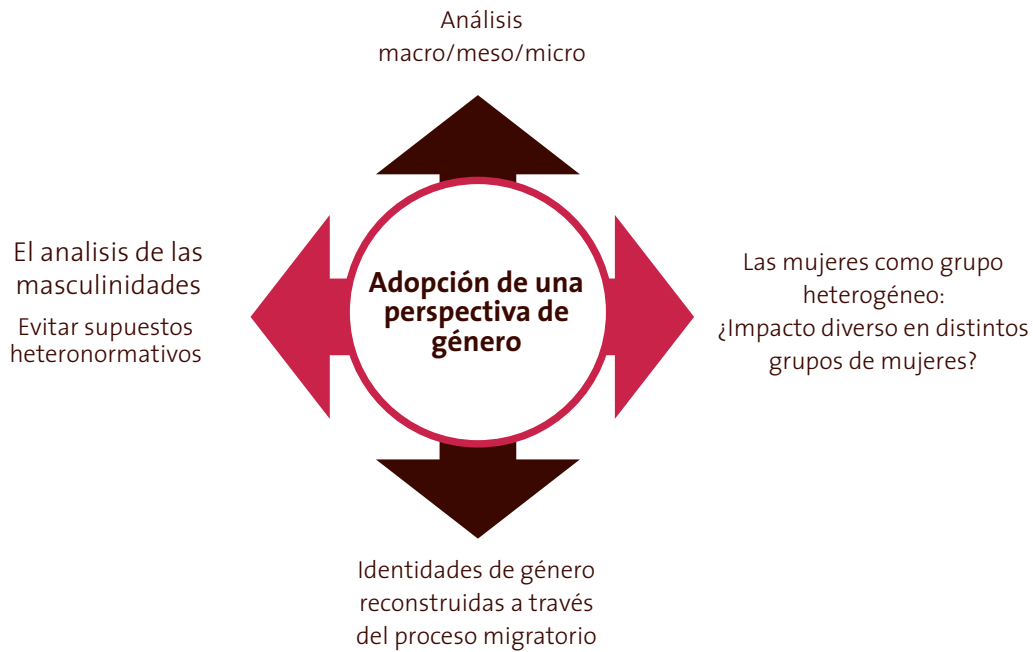 Análisis
macro/meso/micro
El analisis de las
masculinidades
Evitar supuestos
heteronormativos
Adopción de una
perspectiva de
género
Las mujeres como grupo
heterogéneo:
¿Impacto diverso en distintos
grupos de mujeres?
Identidades de género
reconstruidas a través
del proceso migratorio